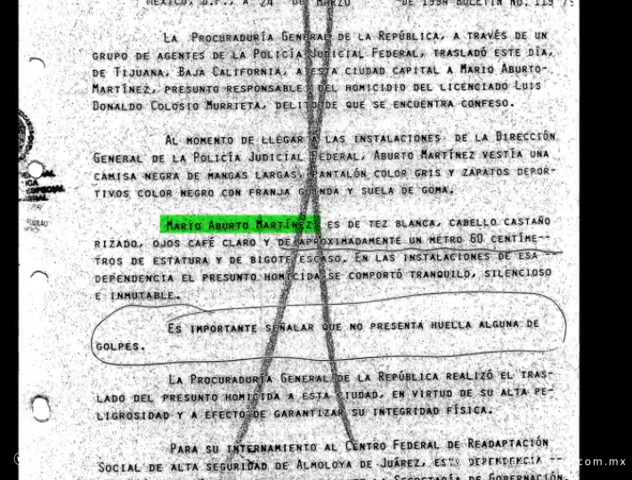 MÉXICO, D.F., A 24 DE MARZO DE 1994 BOLETÍN NO. 119
LA PROCURADURÍA GENERAL DE LA REPÚBLICA, A TRAVÉS DE UN
GRUPO DE AGENTES DE LA POLICÍA JUDICIAL FEDERAL, TRASLADÓ ESTE DÍA,
DE TIJUANA, BAJA CALIFORNIA, A ESTA CIUDAD CAPITAL A MARIO ABURTO-
MARTÍNEZ, PRESUNTO RESPONSABLE DEL HOMICIDIO DEL LICENCIADO LUIS
DONALDO COLOSIO MURRIETA, DELITO DE QUE SE ENCUENTRA CONFESO.
AL MOMENTO DE LLEGAR A LAS INSTALACIONES DE LA DIRECCIÓN
GENERAL DE LA POLICÍA JUDICIAL FEDERAL, ABURTO MARTÍNEZ VESTÍA UNA
CAMISA NEGRA DE MANGAS LARGAS, PANTALÓN COLOR GRIS Y ZAPATOS DEPOR-
TIVOS COLOR NEGRO CON FRANJA GUINDA Y SUELA DE GOMA.
MARIO ABURTO MARTÍNEZ ES DE TEZ BLANCA, CABELLO CASTAÑO
RIZADO, OJOS CAFÉ CLARO Y DE APROXIMADAMENTE UN METRO 60 CENTÍME--
TROS DE ESTATURA Y DE BIGOTE ESCASO. EN LAS INSTALACIONES DE ESA
DEPENDENCIA EL PRESUNTO HOMICIDA SE COMPORTÓ TRANQUILO, SILENCIOSO
E INMUTABLE.
ES IMPORTANTE SEÑALAR QUE NO PRESENTA HUELLA ALGUNA DE
GOLPES.
LA PROCURADURÍA GENERAL DE LA REPÚBLICA REALIZÓ EL TRAS-
LADO DEL PRESUNTO HOMICIDA A ESTA CIUDAD, EN VIRTUD DE SU ALTA PE-
LIGROSIDAD Y A EFECTO DE GARANTIZAR SU INTEGRIDAD FÍSICA.
PARA SU INTERNAMIENTO AL CENTRO FEDERAL DE READAPTACIÓN
SOCIAL DE ALTA SEGURIDAD DE ALMOLOYA DE JUÁREZ, ESTA DEPENDENCIA --
SECRETARÍA DE GOBERNACIÓN,
com.mx